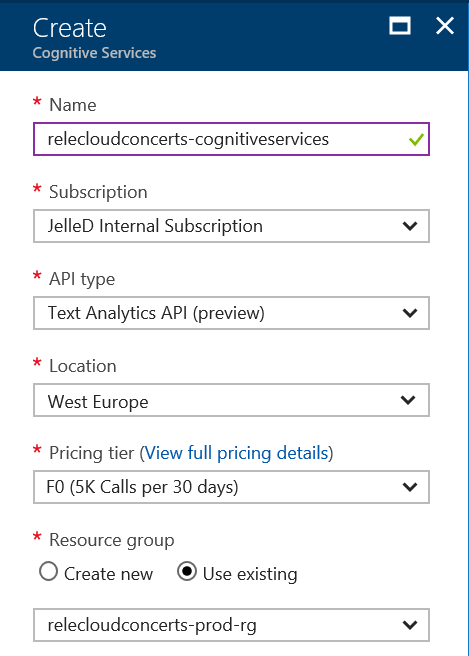 Create
Cognitive Services
* Name
relecloudconcerts-cognitiveservices
* Subscription
JelleD Internal Subscription
* API type
Text Analytics API (preview)
* Location
West Europe
* Pricing tier (View full pricing details)
F0 (5K Calls per 30 days)
* Resource group
Create new Use existing
relecloudconcerts-prod-rg